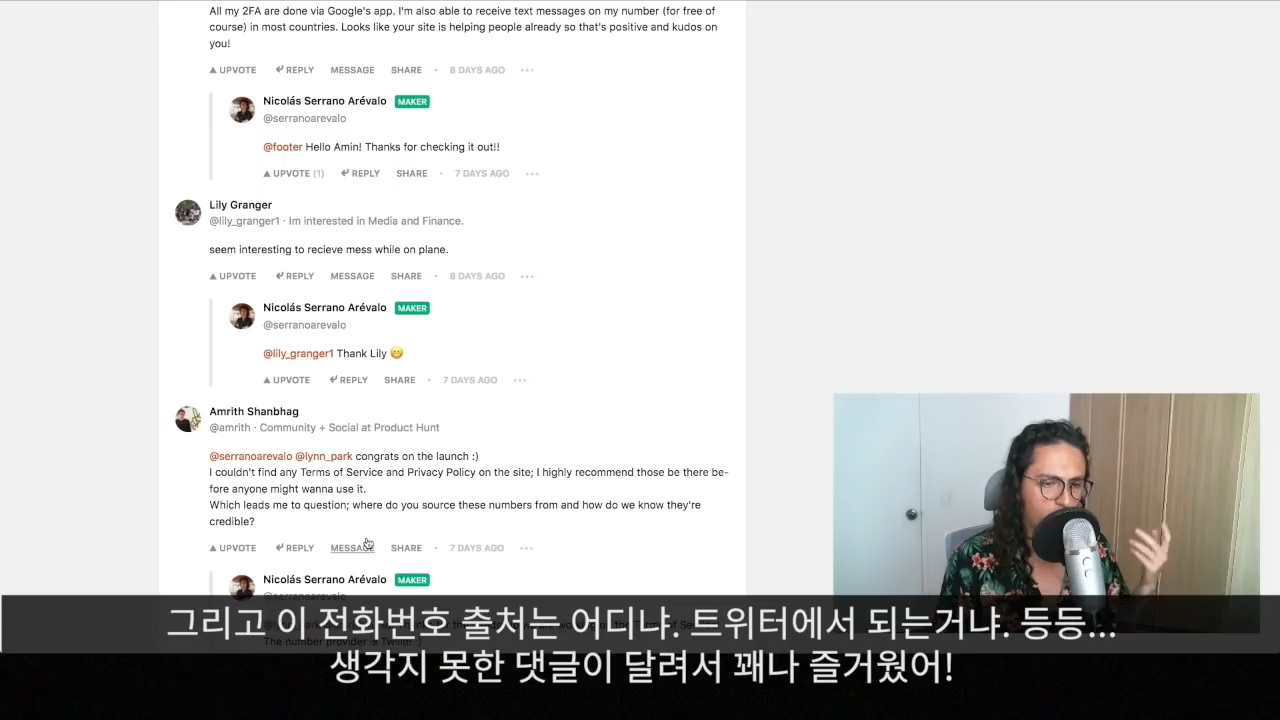 All my 2FA are done via Google's app. I'm also able to receive text messages on my number (for free of
course) in most countries. Looks like your site is helping people already so that's positive and kudos on
you!
UPVOTE REPLY MESSAGE SHARE · 8 DAYS AGO ···
Nicolás Serrano Arévalo MAKER
@serranoarevalo
@footer Hello Amin! Thanks for checking it out!!
UPVOTE (1) REPLY SHARE · 7 DAYS AGO ···
Lily Granger
@lily_granger1 · Im interested in Media and Finance.
seem interesting to recieve mess while on plane.
UPVOTE REPLY MESSAGE SHARE · 8 DAYS AGO ···
Nicolás Serrano Arévalo MAKER
@serranoarevalo
@lily_granger1 Thank Lily 😁
UPVOTE REPLY SHARE · 7 DAYS AGO ···
Amrith Shanbhag
@amrith · Community + Social at Product Hunt
@serranoarevalo @lynn_park congrats on the launch :)
I couldn't find any Terms of Service and Privacy Policy on the site; I highly recommend those be there be-
fore anyone might wanna use it.
Which leads me to question; where do you source these numbers from and how do we know they're
credible?
UPVOTE REPLY MESSAGE SHARE · 7 DAYS AGO ···
Nicolás Serrano Arévalo MAKER
@serranoarevalo
The number provider is Twilio! :)
그리고 이 전화번호 출처는 어디냐. 트위터에서 되는거냐. 등등...
생각지 못한 댓글이 달려서 꽤나 즐거웠어!